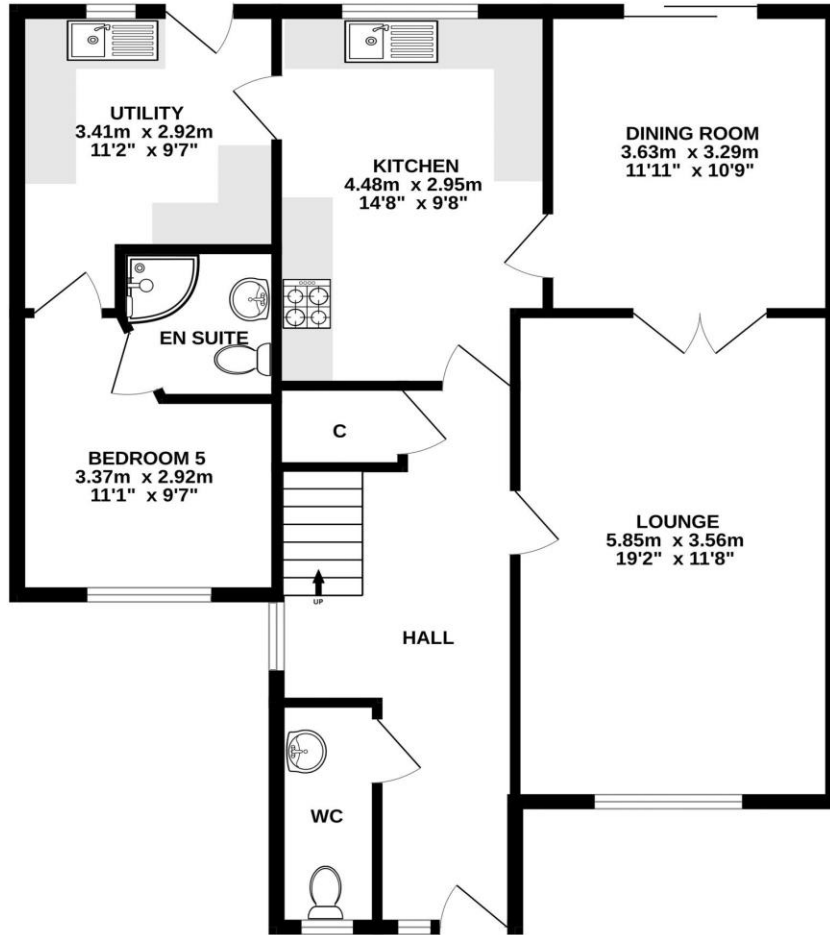 UTILITY
3.41m x 2.92m
11'2" x 9'7"
KITCHEN
4.48m x 2.95m
14'8" x 9'8"
DINING ROOM
3.63m x 3.29m
11'11" x 10'9"
EN SUITE
C
BEDROOM 5
3.37m x 2.92m
11'1" x 9'7"
LOUNGE
5.85m x 3.56m
19'2" x 11'8"
UP
HALL
WC